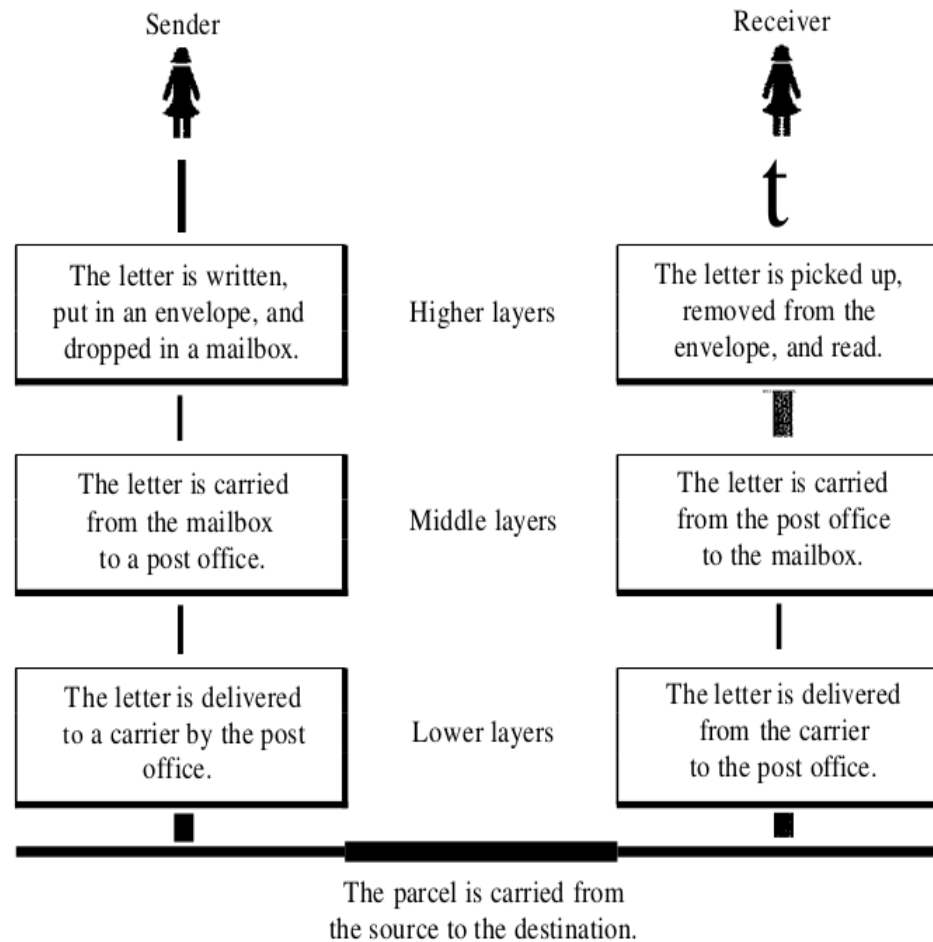 Sender
Receiver
t
The letter is written,
put in an envelope, and
dropped in a mailbox.
Higher layers
The letter is picked up,
removed from the
envelope, and read.
The letter is carried
from the mailbox
to a post office.
Middle layers
The letter is carried
from the post office
to the mailbox.
The letter is delivered
to a carrier by the post
office.
Lower layers
The letter is delivered
from the carrier
to the post office.
The parcel is carried from
the source to the destination.